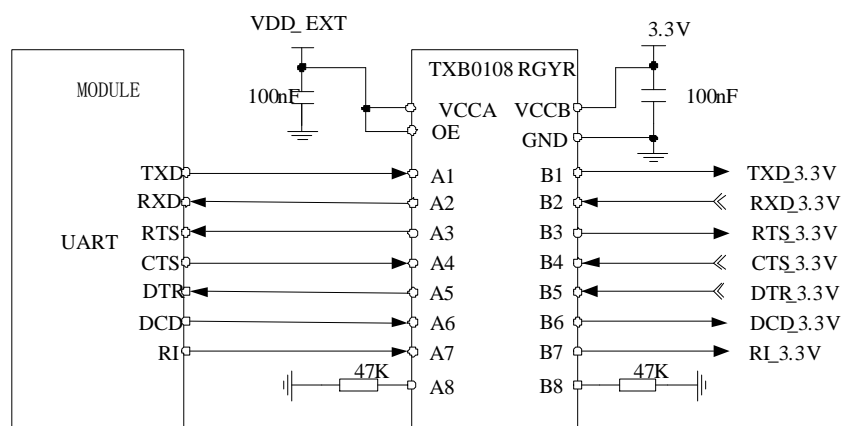 VDD_EXT
3.3V
TXB0108 RGYR
MODULE
100nF
VCCA
VCCB
100nF
OE
GND
TXD
A1
B1
TXD_3.3V
RXD
A2
B2
RXD_3.3V
UART
RTS
A3
B3
RTS_3.3V
CTS
A4
B4
CTS_3.3V
DTR
A5
B5
DTR_3.3V
DCD
A6
B6
DCD_3.3V
RI
A7
B7
RI_3.3V
47K
A8
B8
47K